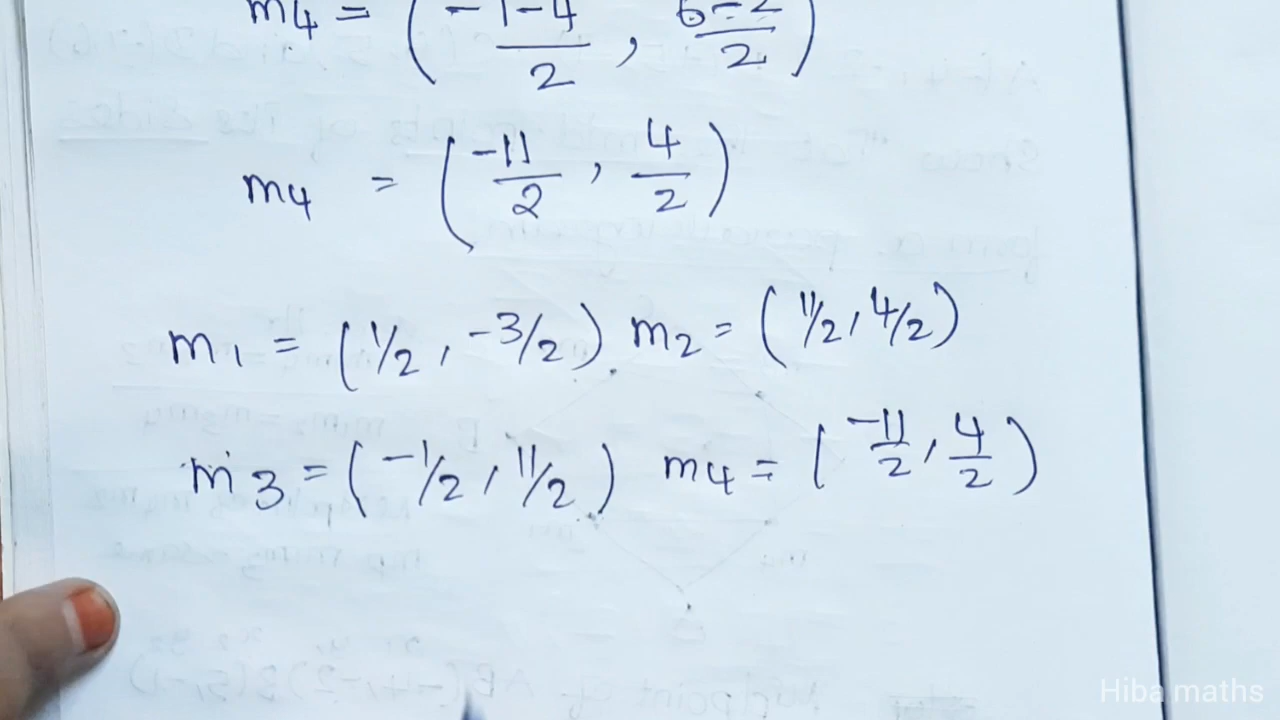 m4 = (-7-4/2, 6-2/2)
m4 = (-11/2, 4/2)
m1 = (1/2, -3/2) m2 = (11/2, 4/2)
m3 = (-1/2, 11/2) m4 = (-11/2, 4/2)
Hiba maths